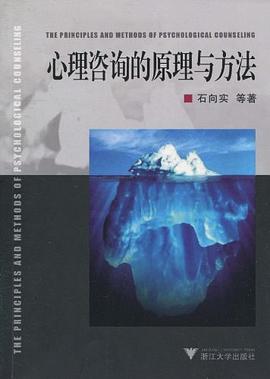 THE PRINCIPLES AND METHODS OF PSYCHOLOGICAL COUNSELING
心理咨询的原理与方法
石向实 等著
THE PRINCIPLES AND METHODS OF PSYCHOLOGICAL COUNSELING
浙江大学出版社